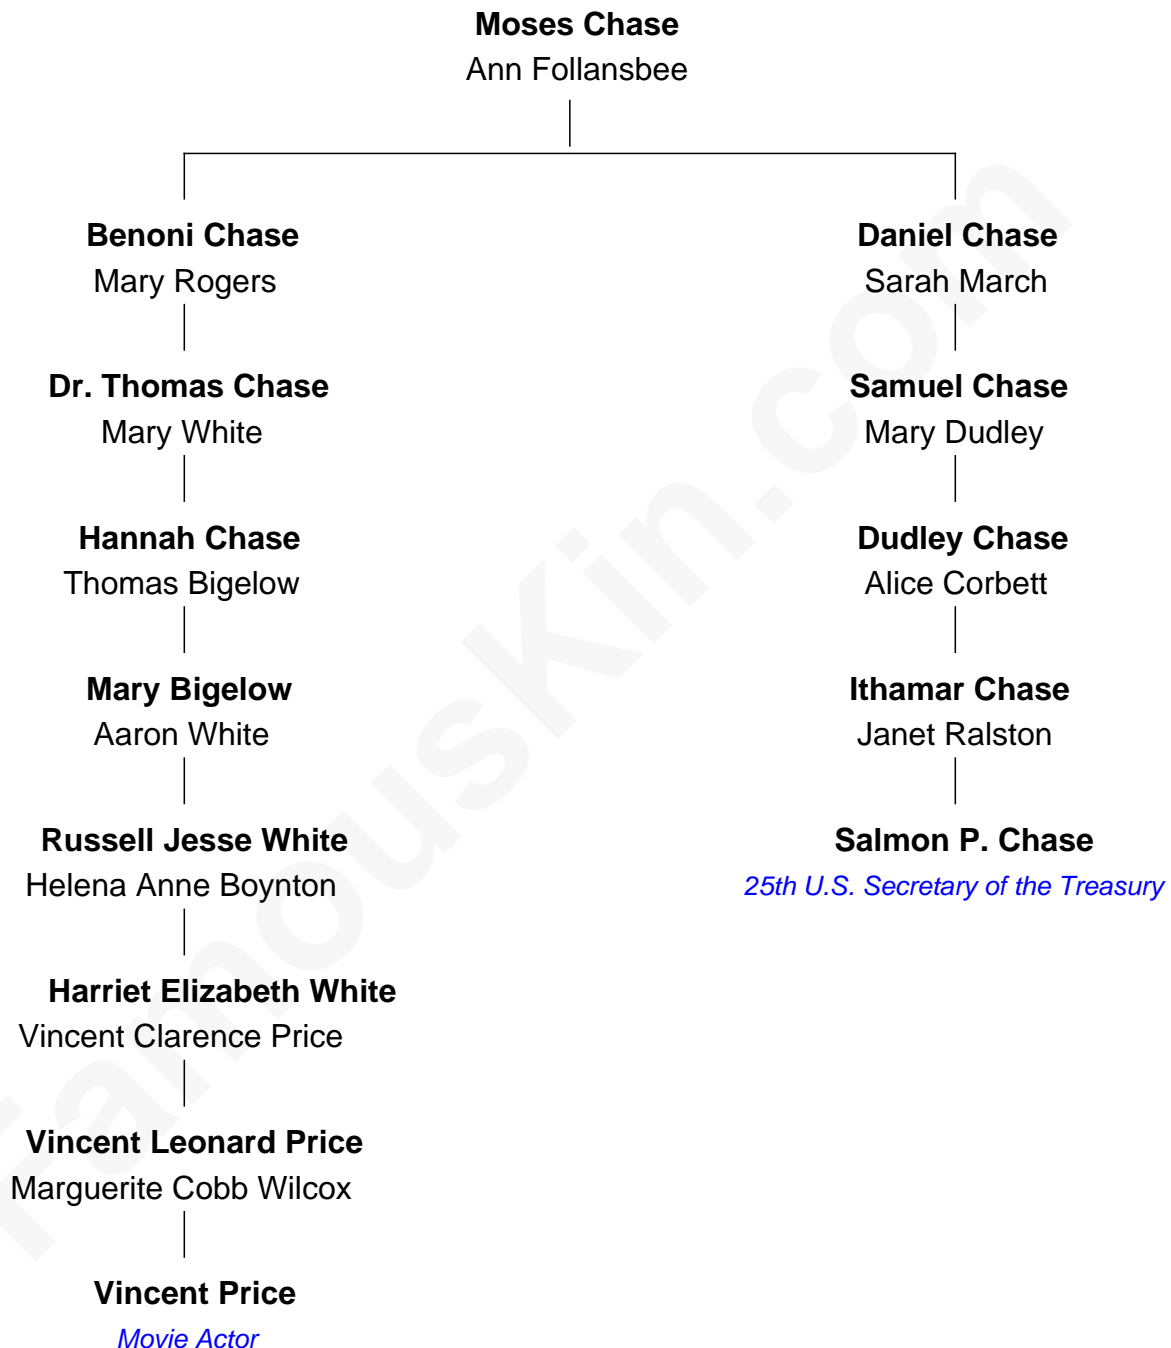 Moses Chase
Ann Follansbee
Benoni Chase
Mary Rogers
Dr. Thomas Chase
Mary White
Hannah Chase
Thomas Bigelow
Mary Bigelow
Aaron White
Russell Jesse White
Helena Anne Boynton
Harriet Elizabeth White
Vincent Clarence Price
Vincent Leonard Price
Marguerite Cobb Wilcox
Vincent Price
Movie Actor
Daniel Chase
Sarah March
Samuel Chase
Mary Dudley
Dudley Chase
Alice Corbett
Ithamar Chase
Janet Ralston
Salmon P. Chase
25th U.S. Secretary of the Treasury
FamousKin.com